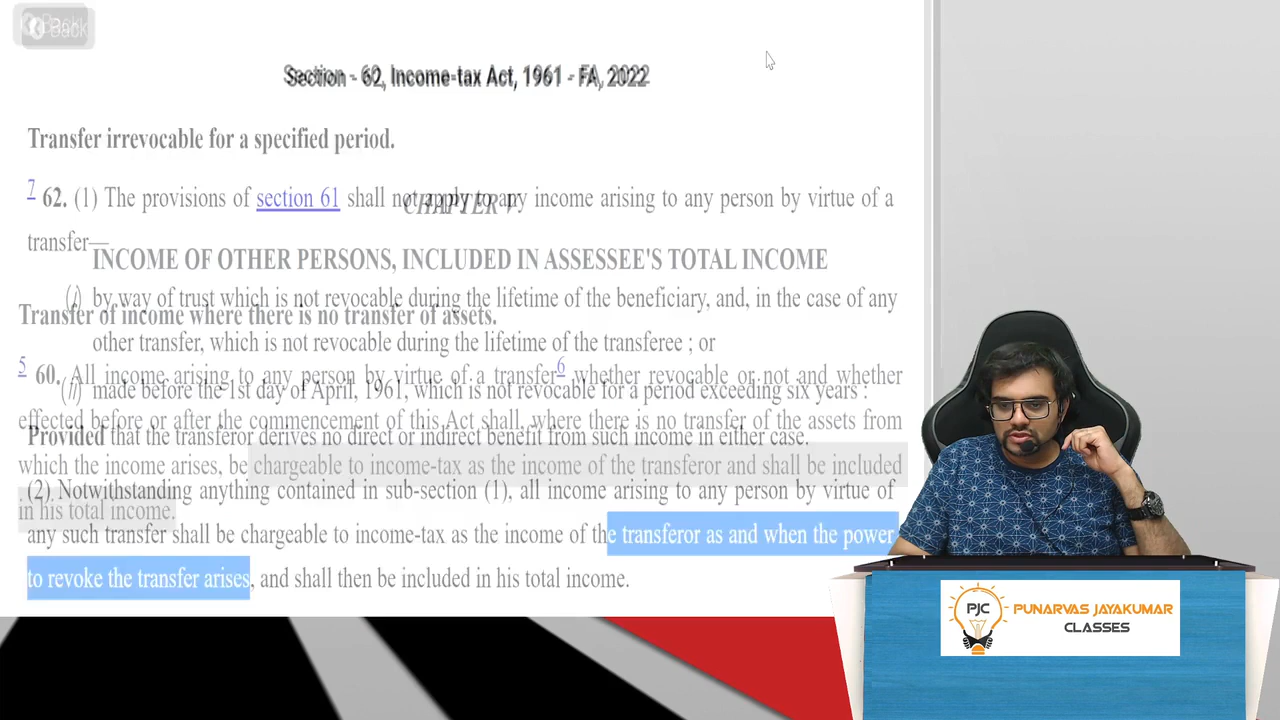 Back
Section - 62, Income-tax Act, 1961 - FA, 2022
Transfer irrevocable for a specified period.
7 62. (1) The provisions of section 61 shall not apply to any income arising to any person by virtue of a
CHAPTER V
transfer—
INCOME OF OTHER PERSONS, INCLUDED IN ASSESSEE'S TOTAL INCOME
(i) by way of trust which is not revocable during the lifetime of the beneficiary, and, in the case of any
Transfer of income where there is no transfer of assets.
other transfer, which is not revocable during the lifetime of the transferee ; or
5 60. All income arising to any person by virtue of a transfer6 whether revocable or not and whether
(ii) made before the 1st day of April, 1961, which is not revocable for a period exceeding six years :
effected before or after the commencement of this Act shall, where there is no transfer of the assets from
Provided that the transferor derives no direct or indirect benefit from such income in either case.
which the income arises, be chargeable to income-tax as the income of the transferor and shall be included
(2) Notwithstanding anything contained in sub-section (1), all income arising to any person by virtue of
in his total income.
any such transfer shall be chargeable to income-tax as the income of the transferor as and when the power
to revoke the transfer arises, and shall then be included in his total income.
PJC
PUNARVAS JAYAKUMAR
CLASSES